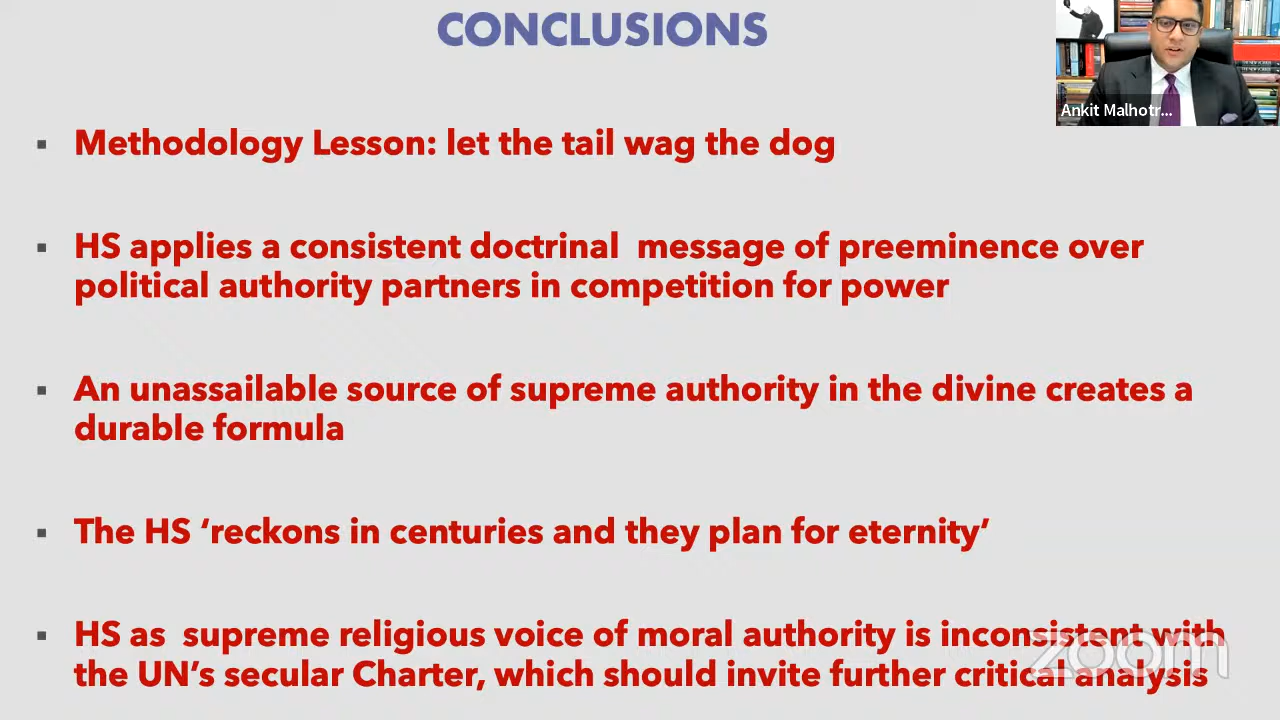 CONCLUSIONS
Ankit Malhotr...
▪ Methodology Lesson: let the tail wag the dog
▪ HS applies a consistent doctrinal  message of preeminence over
political authority partners in competition for power
▪ An unassailable source of supreme authority in the divine creates a
durable formula
▪ The HS ‘reckons in centuries and they plan for eternity’
▪ HS as  supreme religious voice of moral authority is inconsistent with
the UN’s secular Charter, which should invite further critical analysis
zoom